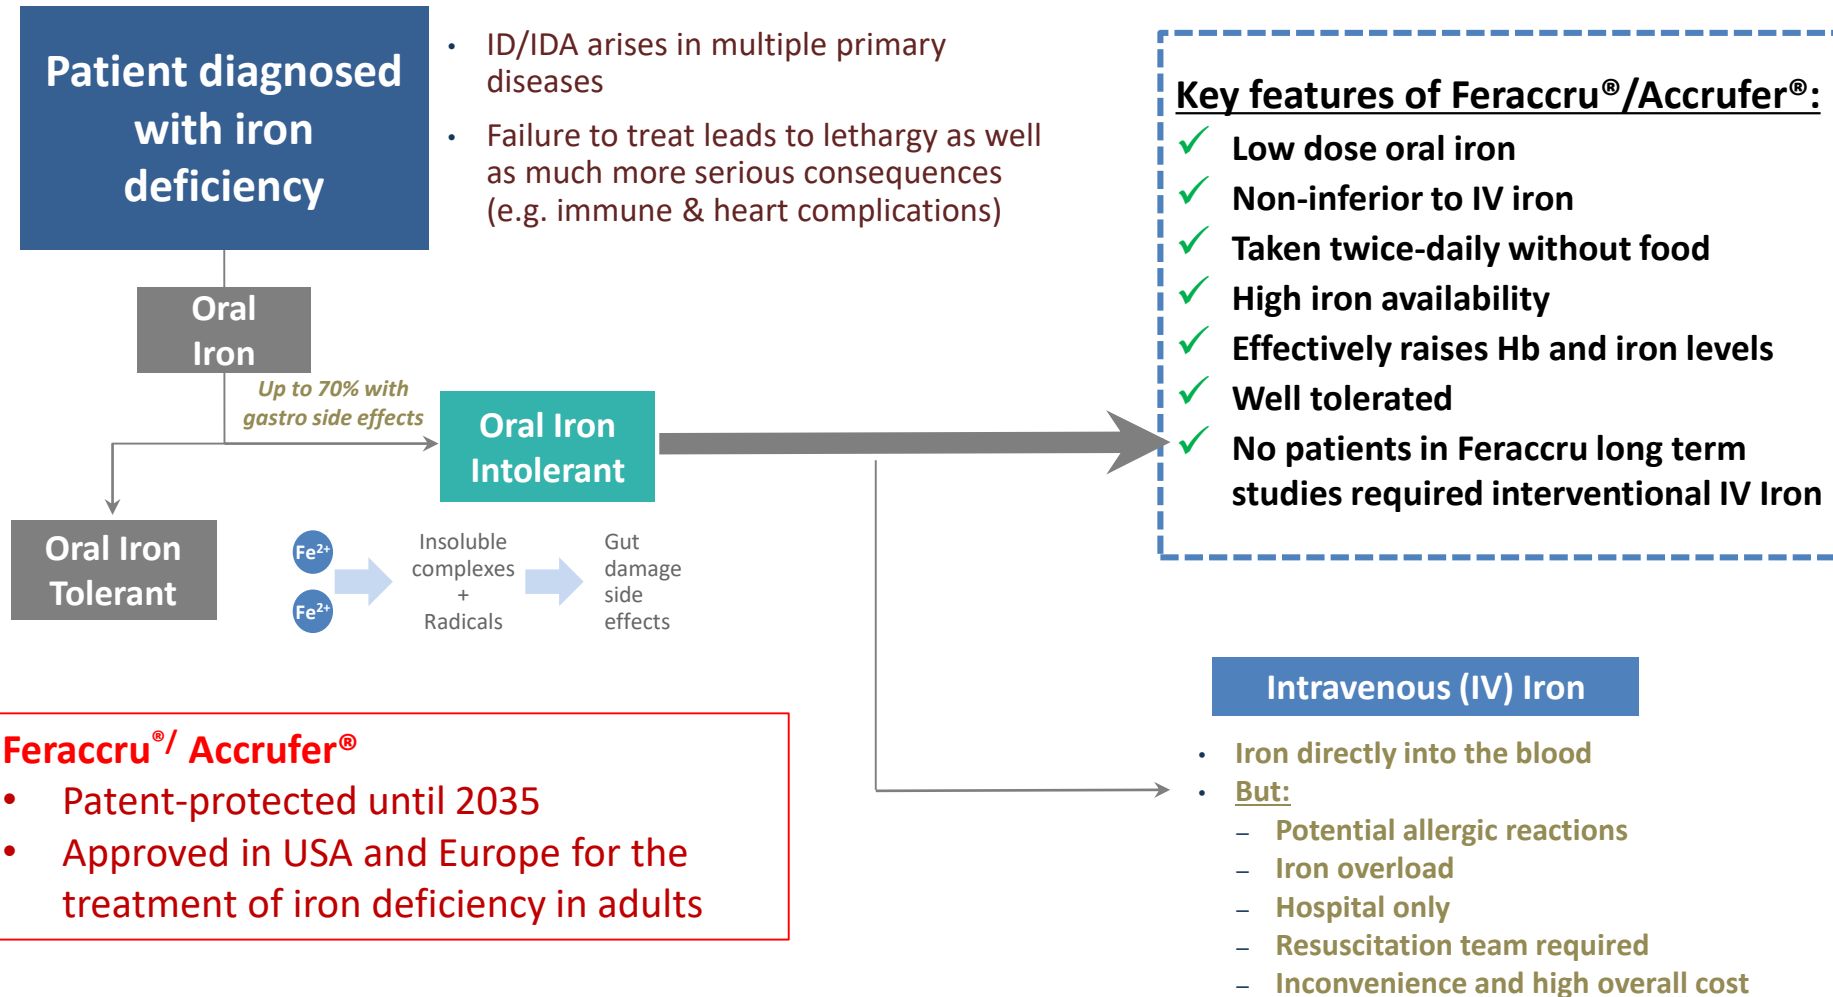 Patient diagnosed
with iron
deficiency
• ID/IDA arises in multiple primary
diseases
• Failure to treat leads to lethargy as well
as much more serious consequences
(e.g. immune & heart complications)
Oral
Iron
Up to 70% with
gastro side effects
Oral Iron
Intolerant
Oral Iron
Tolerant
Fe²⁺
Fe²⁺
Insoluble
complexes
+
Radicals
Gut
damage
side
effects
Key features of Feraccru®/Accrufer®:
✓ Low dose oral iron
✓ Non-inferior to IV iron
✓ Taken twice-daily without food
✓ High iron availability
✓ Effectively raises Hb and iron levels
✓ Well tolerated
✓ No patients in Feraccru long term
studies required interventional IV Iron
Feraccru®/ Accrufer®
• Patent-protected until 2035
• Approved in USA and Europe for the
treatment of iron deficiency in adults
Intravenous (IV) Iron
• Iron directly into the blood
• But:
– Potential allergic reactions
– Iron overload
– Hospital only
– Resuscitation team required
– Inconvenience and high overall cost